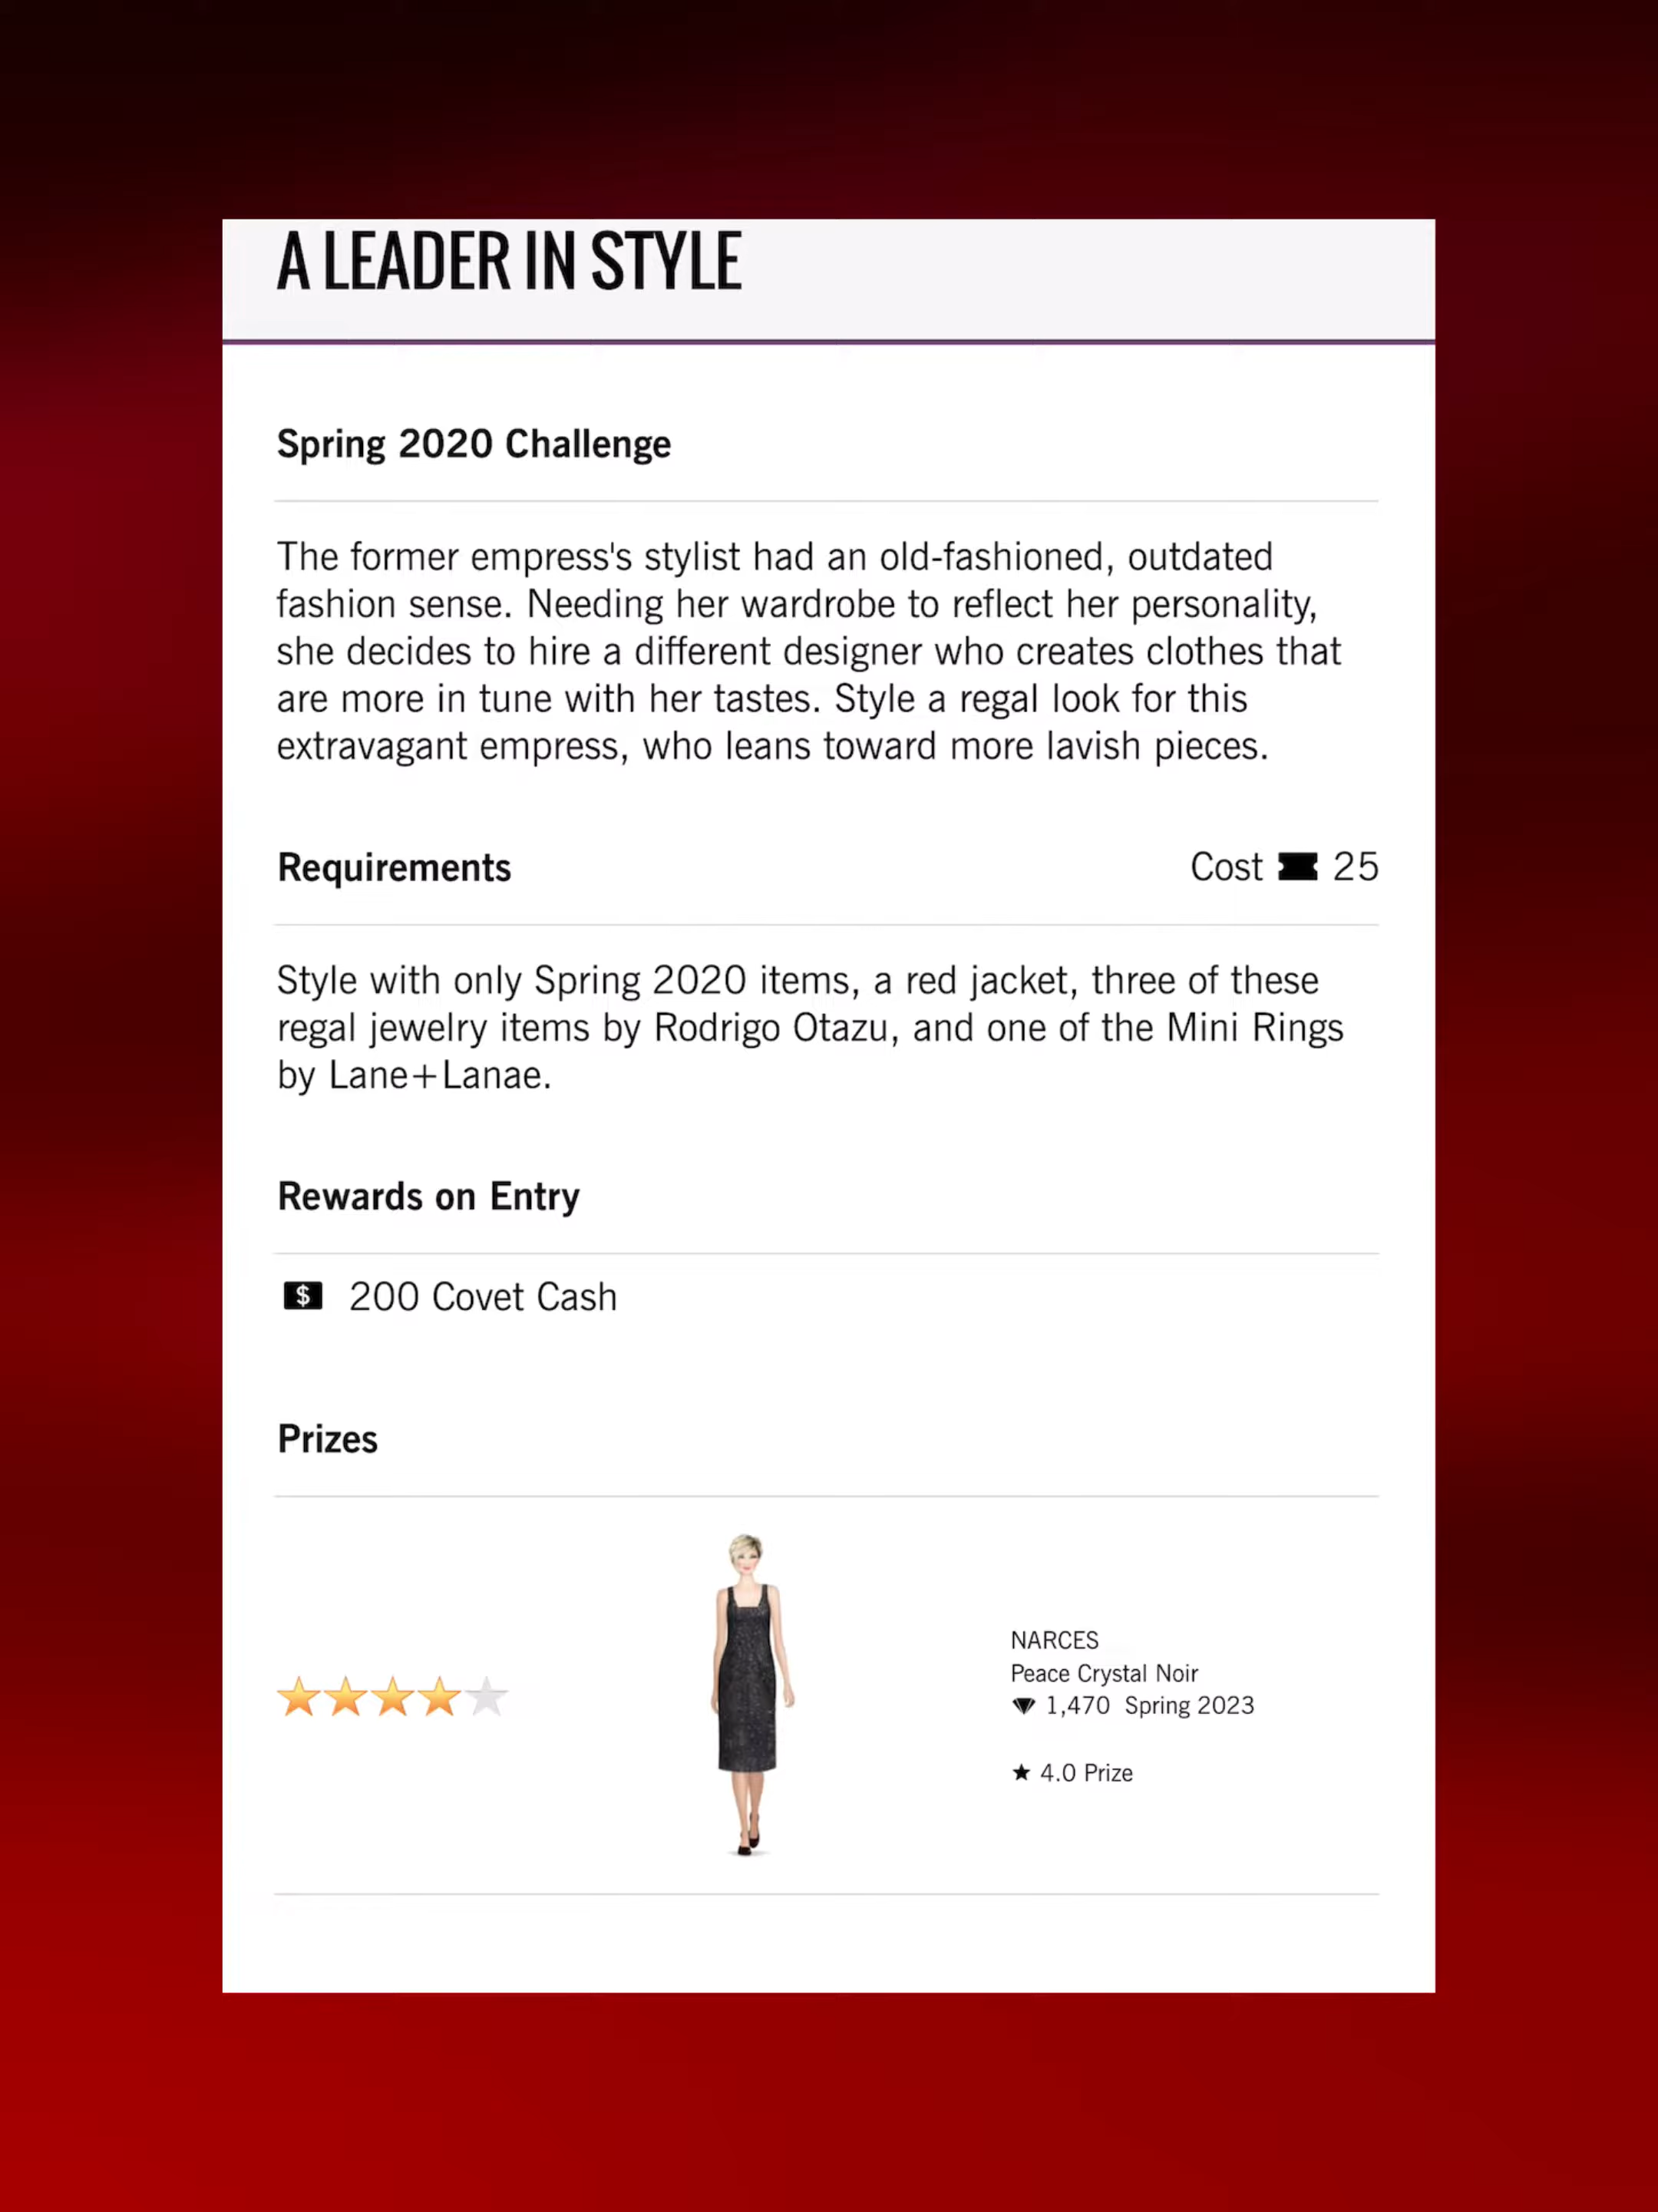 A LEADER IN STYLE
Spring 2020 Challenge
The former empress's stylist had an old-fashioned, outdated
fashion sense. Needing her wardrobe to reflect her personality,
she decides to hire a different designer who creates clothes that
are more in tune with her tastes. Style a regal look for this
extravagant empress, who leans toward more lavish pieces.
Requirements
Cost 25
Style with only Spring 2020 items, a red jacket, three of these
regal jewelry items by Rodrigo Otazu, and one of the Mini Rings
by Lane+Lanae.
Rewards on Entry
$ 200 Covet Cash
Prizes
NARCES
Peace Crystal Noir
1,470 Spring 2023
★ 4.0 Prize